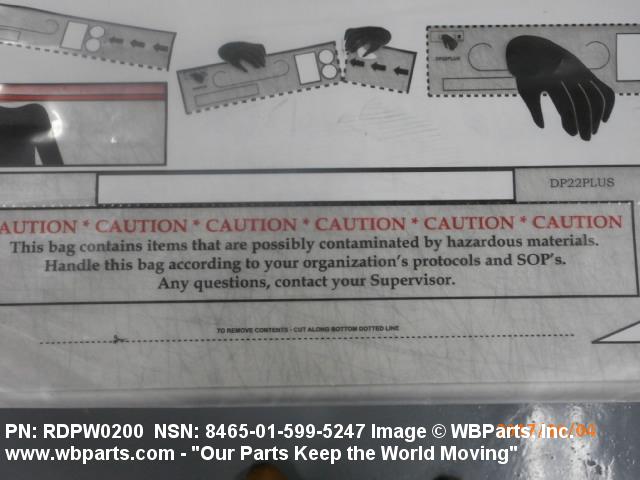 DP22PLUS
AUTION * CAUTION * CAUTION * CAUTION * CAUTION * CAUTION
This bag contains items that are possibly contaminated by hazardous materials.
Handle this bag according to your organization's protocols and SOP's.
Any questions, contact your Supervisor.
TO REMOVE CONTENTS - CUT ALONG BOTTOM DOTTED LINE
PN: RDPW0200 NSN: 8465-01-599-5247 Image © WBParts, Inc.
www.wbparts.com - "Our Parts Keep the World Moving"